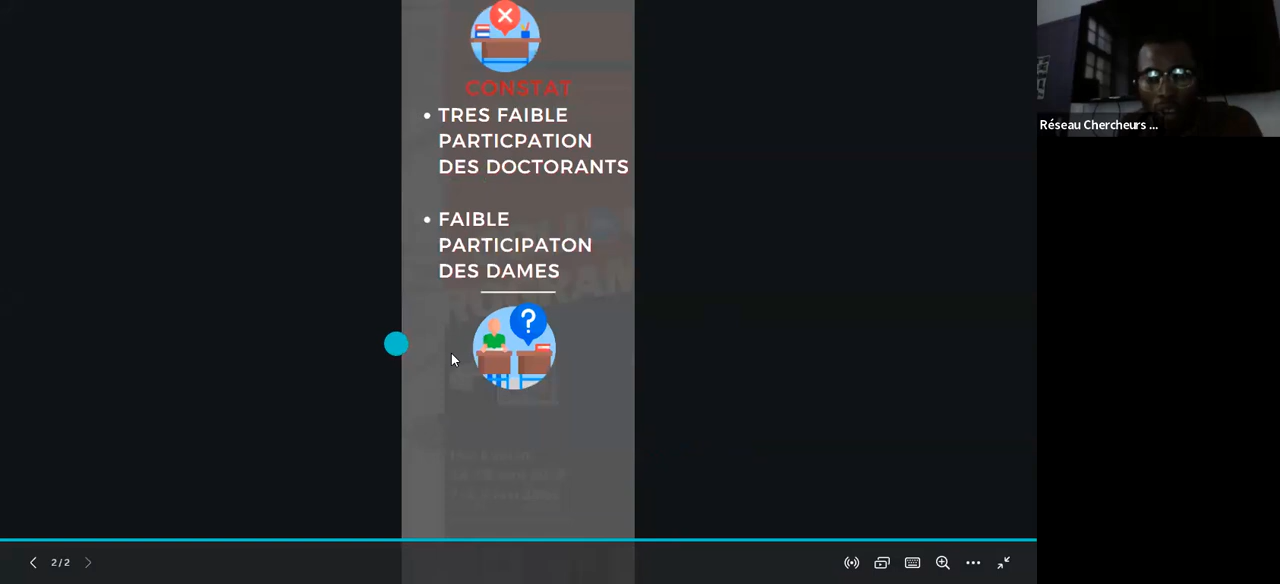 CONSTAT
• TRES FAIBLE
PARTICPATION
DES DOCTORANTS
• FAIBLE
PARTICIPATON
DES DAMES
?
Réseau Chercheurs ...
2/2